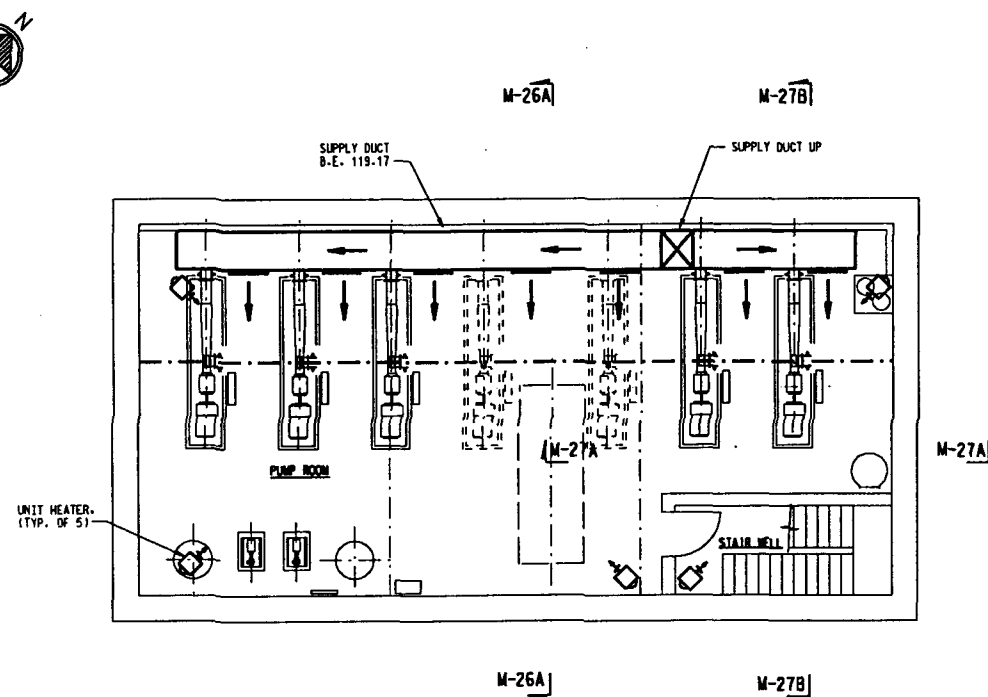 N
M-26A
M-27B
SUPPLY DUCT
B.E. 119.17
SUPPLY DUCT UP
M-27A
M-27A
PUMP ROOM
UNIT HEATER.
(TYP. OF 5)
STAIR WELL
M-26A
M-27B